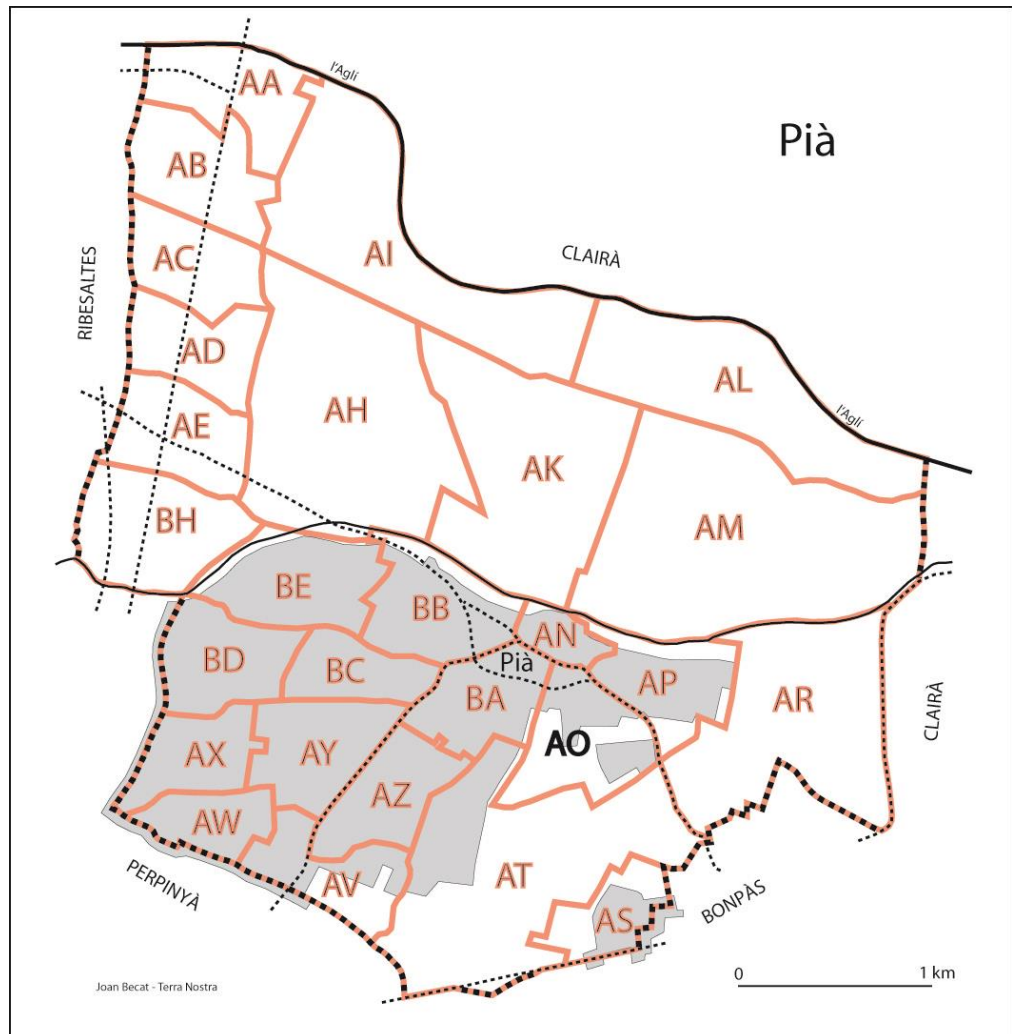 l'Aglí
AA
Pià
AB
AI
CLAIRÀ
AC
RIBESALTES
AD
AL
AH
l'Aglí
AE
AK
BH
AM
BE
BB
AN
BD
BC
Pià
AP
BA
AR
CLAIRÀ
AX
AY
AO
AZ
AW
PERPINYÀ
AV
AT
BONPÀS
AS
0 1 km
Joan Becat - Terra Nostra